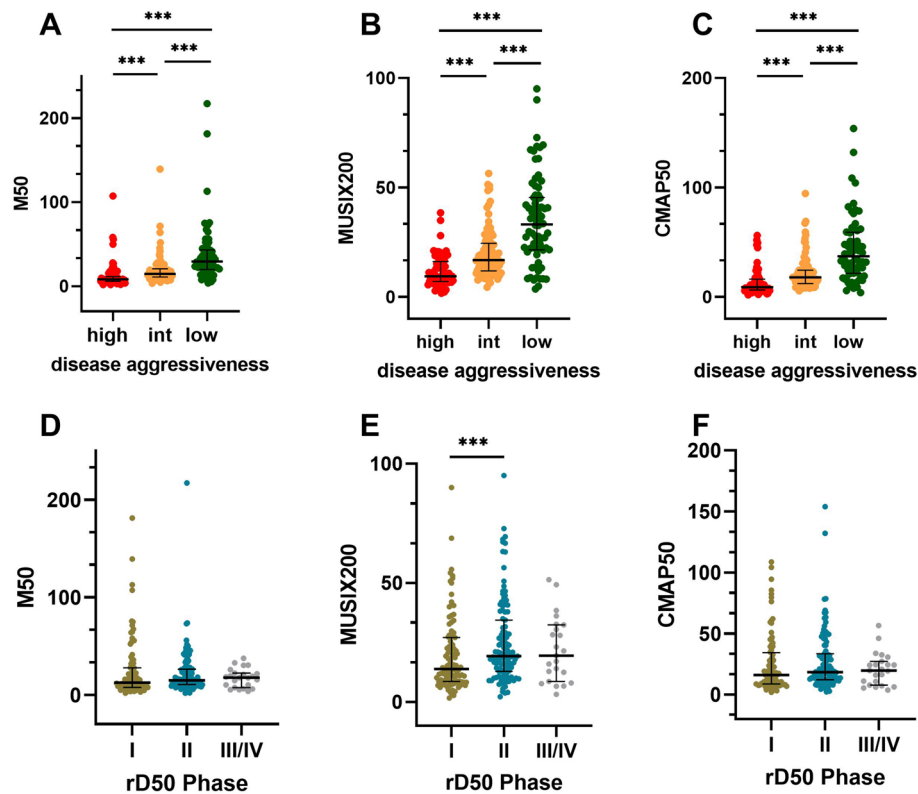 A
***
***
***
M50
200
100
0
high
int
low
disease aggressiveness
B
***
***
***
MUSIX200
100
50
0
high
int
low
disease aggressiveness
C
***
***
***
CMAP50
200
100
0
high
int
low
disease aggressiveness
D
M50
200
100
0
I
II
III/IV
rD50 Phase
E
***
MUSIX200
100
50
0
I
II
III/IV
rD50 Phase
F
CMAP50
200
150
100
50
0
I
II
III/IV
rD50 Phase